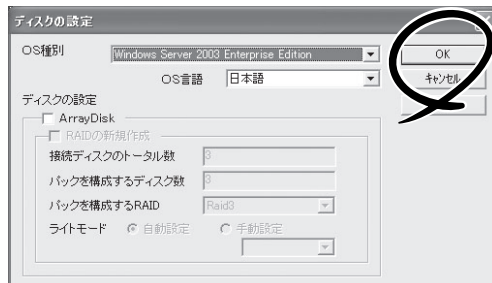 ディスクの設定
OS種別
Windows Server 2003 Enterprise Edition
OK
OS言語
日本語
キャンセル
ディスクの設定
ArrayDisk
RAIDの新規作成
接続ディスクのトータル数
3
パックを構成するディスク数
3
パックを構成するRAID
Raid3
ライトモード
自動設定
手動設定